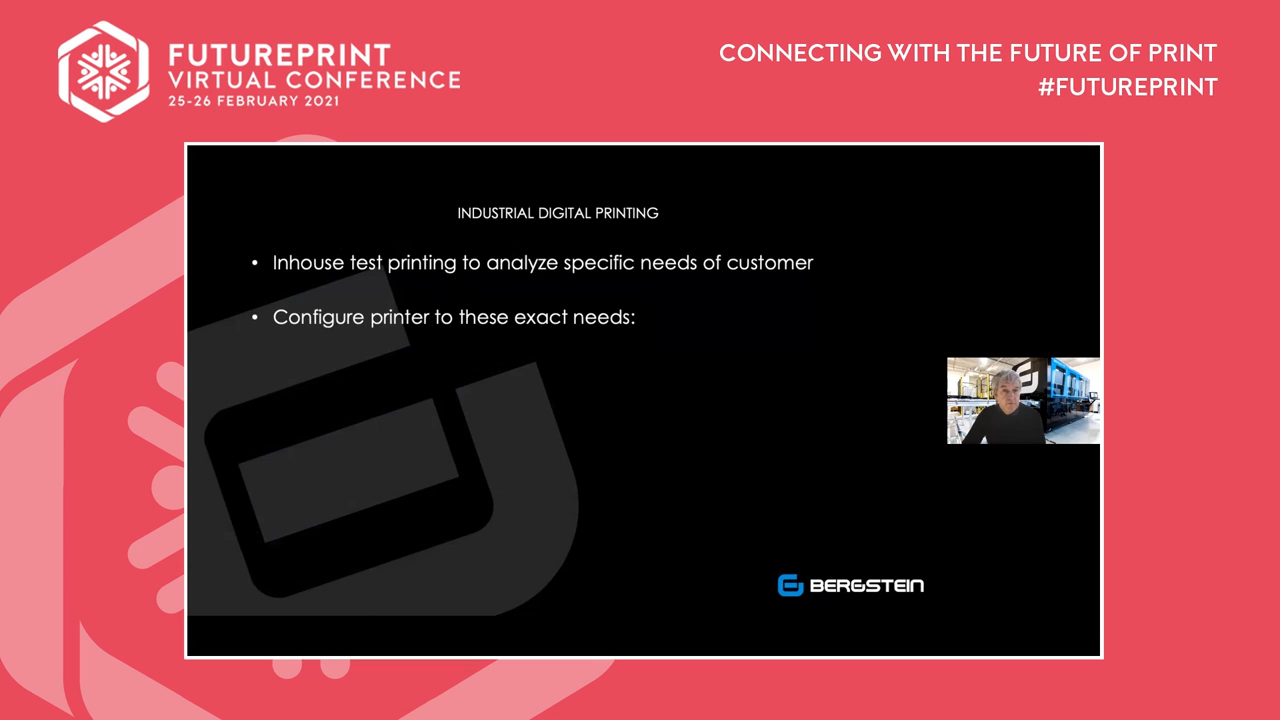 FUTUREPRINT
VIRTUAL CONFERENCE
25-26 FEBRUARY 2021
CONNECTING WITH THE FUTURE OF PRINT
#FUTUREPRINT
INDUSTRIAL DIGITAL PRINTING
• Inhouse test printing to analyze specific needs of customer
• Configure printer to these exact needs:
BERGSTEIN